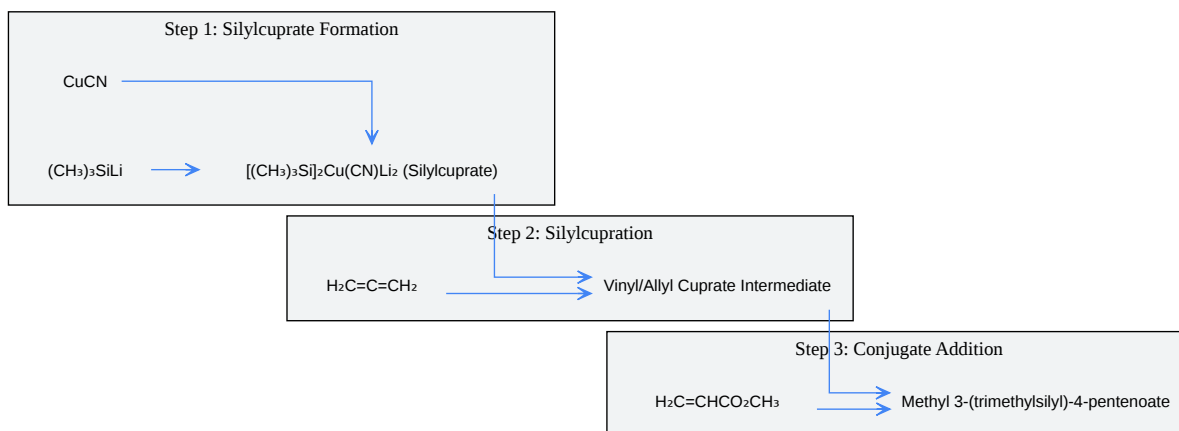 Step 1: Silylcuprate Formation
CuCN
(CH₃)₃SiLi
[(CH₃)₃Si]₂Cu(CN)Li₂ (Silylcuprate)
Step 2: Silylcupration
H₂C=C=CH₂
Vinyl/Allyl Cuprate Intermediate
Step 3: Conjugate Addition
H₂C=CHCO₂CH₃
Methyl 3-(trimethylsilyl)-4-pentenoate